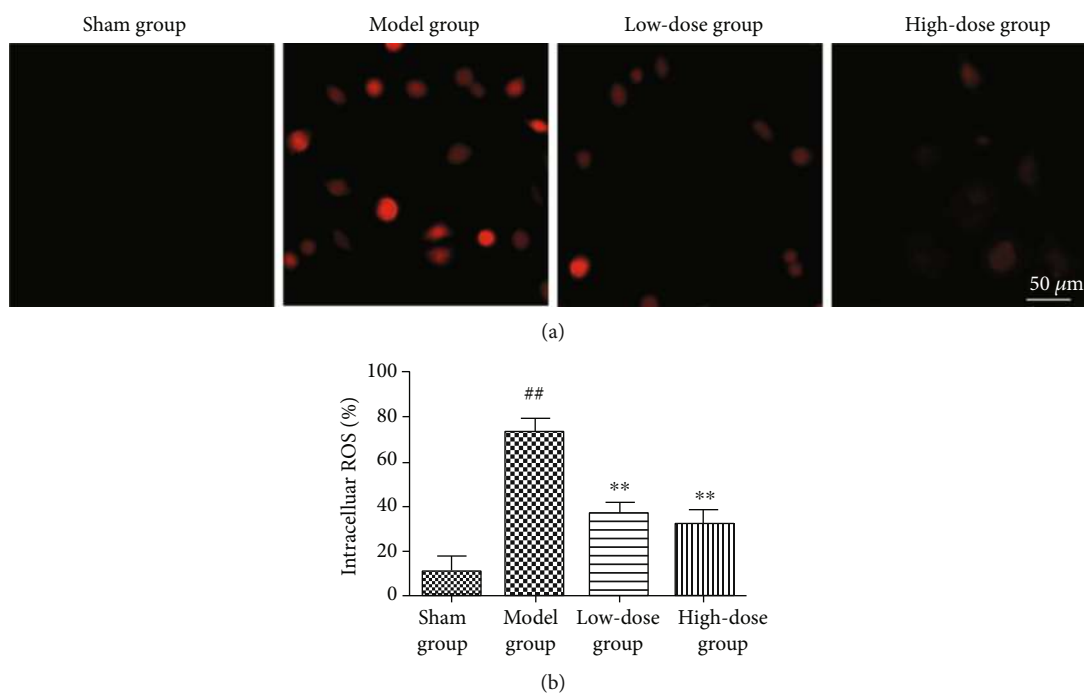 Sham group Model group Low-dose group High-dose group
50 µm
(a)
Intracelluar ROS (%)
100
80
60
40
20
0
##
**
**
Sham group
Model group
Low-dose group
High-dose group
(b)